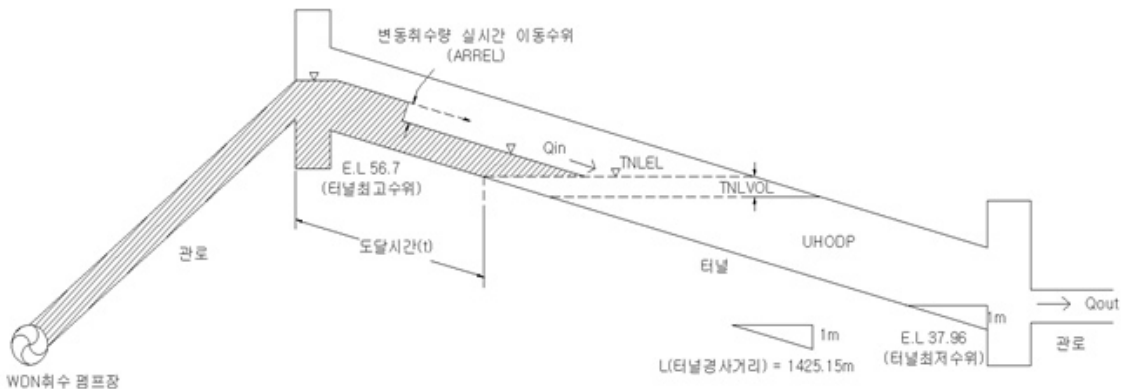 변동취수량 실시간 이동수위
(ARREL)
Qin
TNLEL
E.L 56.7
(터널최고수위)
TNLVOL
도달시간(t)
UHODP
관로
터널
Qout
1m
1m
E.L 37.96
(터널최저수위)
관로
L(터널경사거리) = 1425.15m
WON취수 펌프장